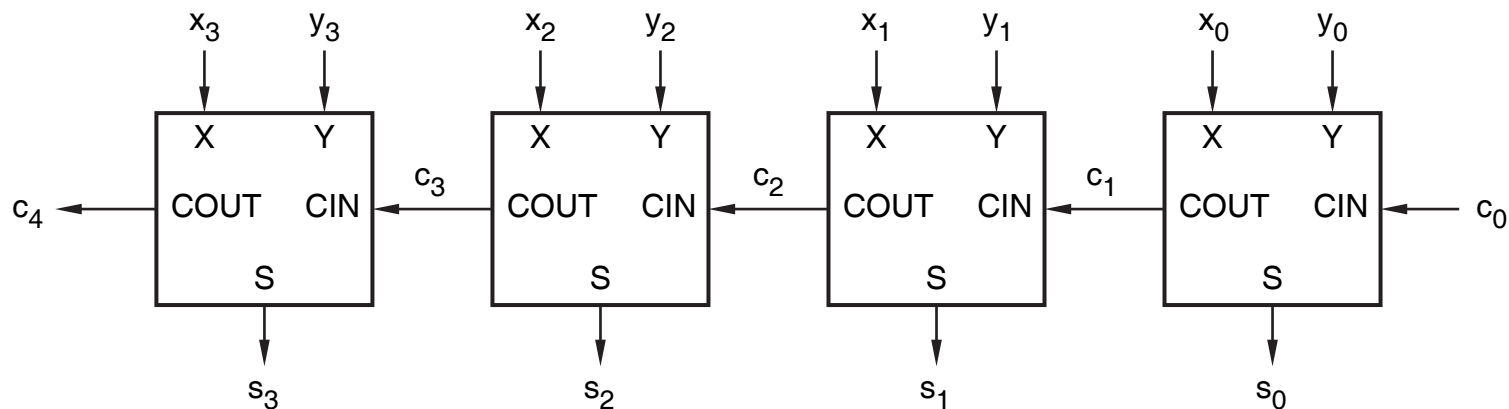 x₃ y₃ x₂ y₂ x₁ y₁ x₀ y₀
X Y X Y X Y X Y
c₄ COUT CIN c₃ COUT CIN c₂ COUT CIN c₁ COUT CIN c₀
S S S S
s₃ s₂ s₁ s₀